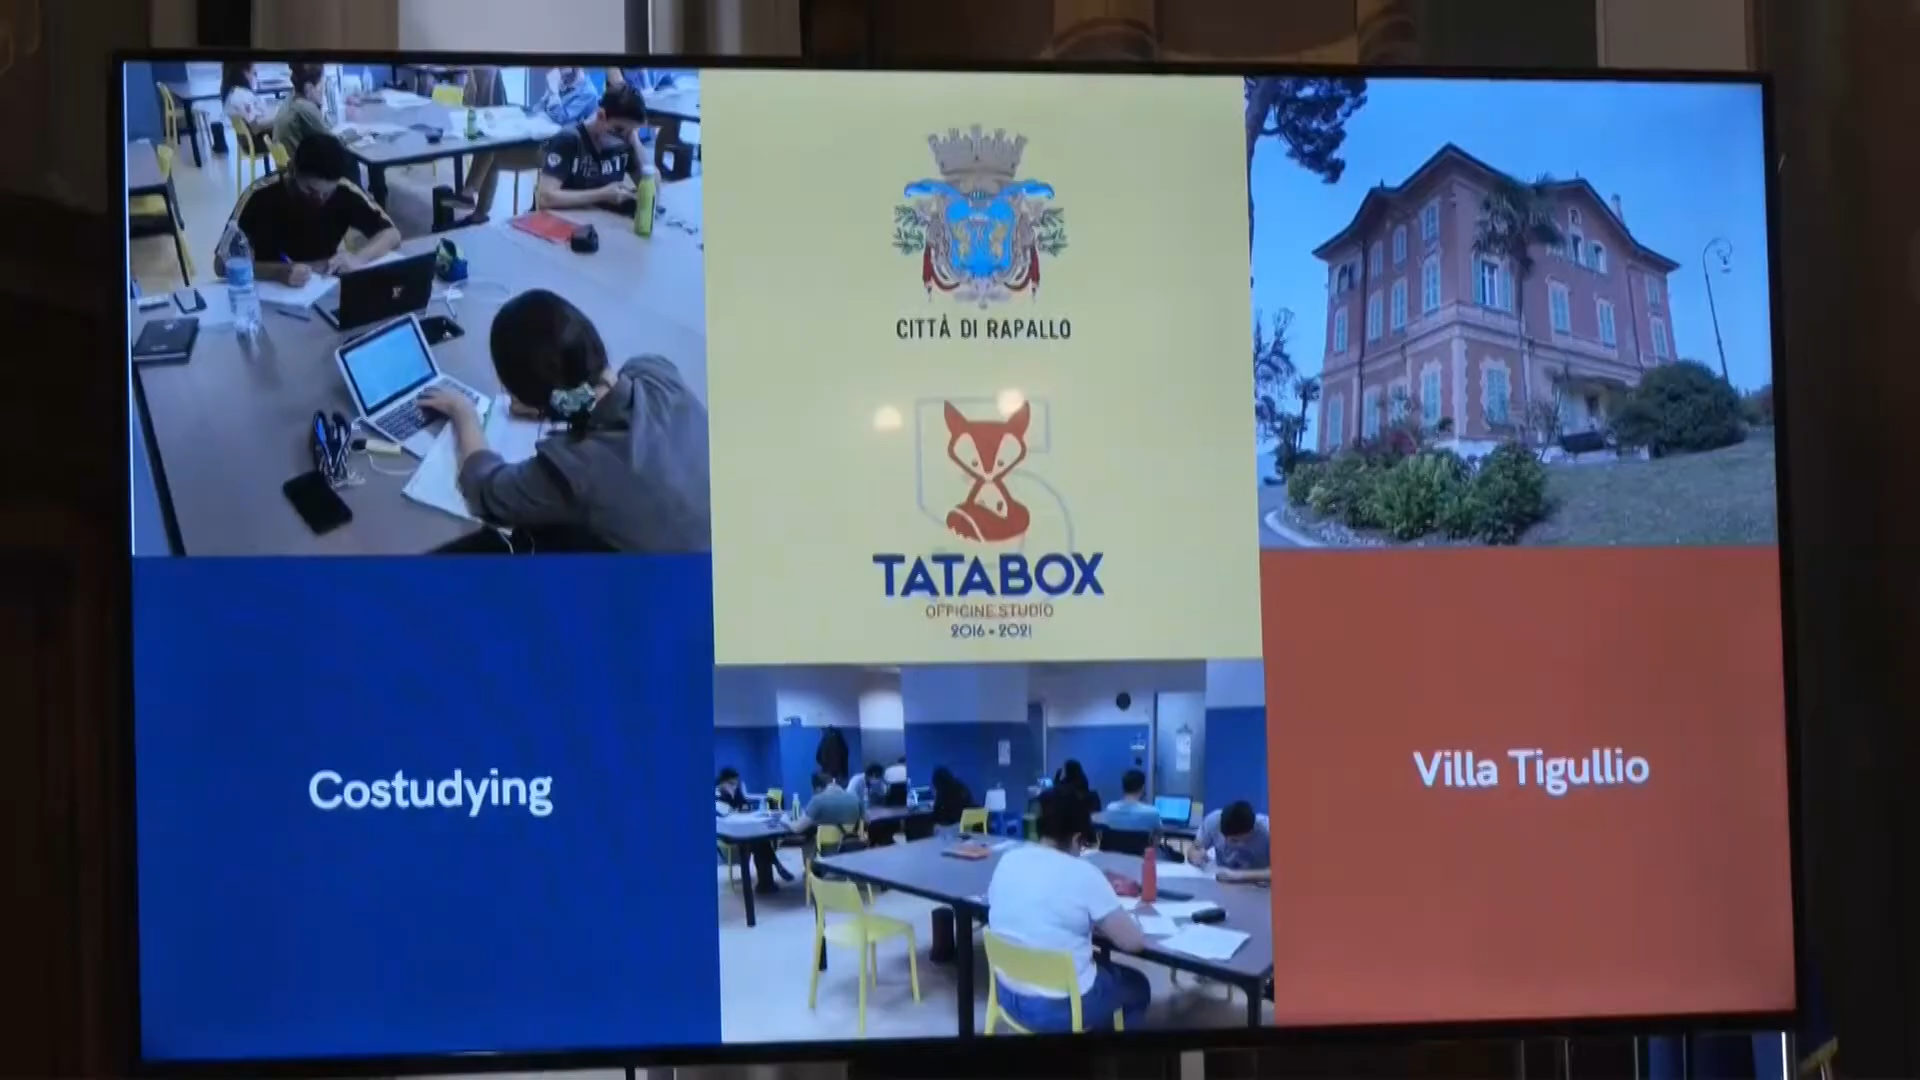 CITTÀ DI RAPALLO
TATABOX
OFFICINE STUDIO
2016 - 2021
Costudying
Villa Tigullio